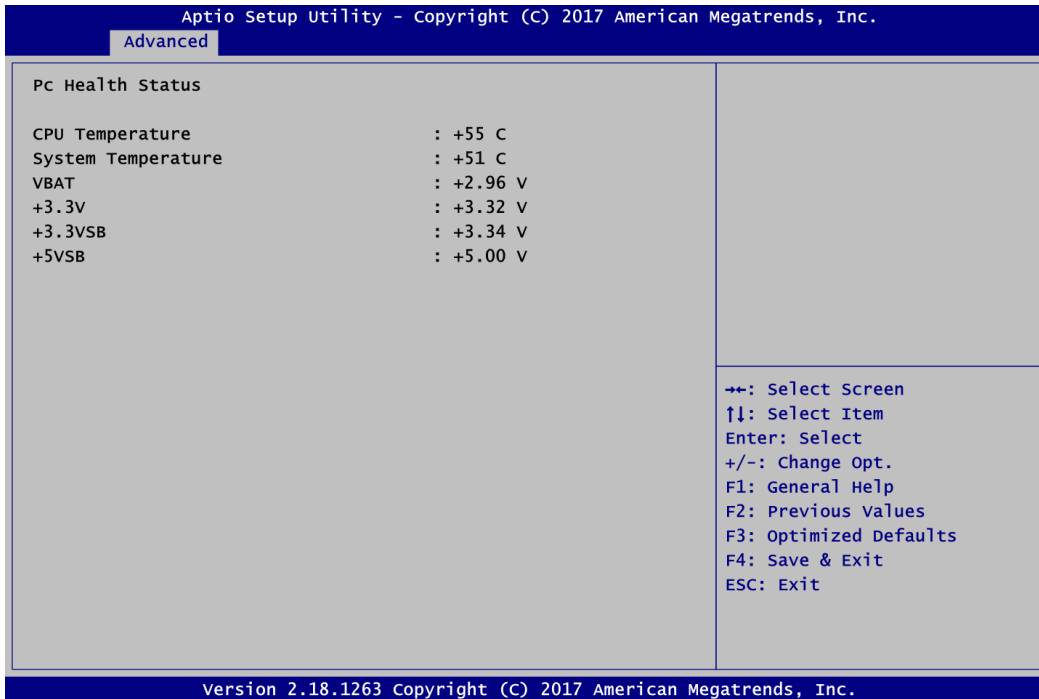 Aptio Setup Utility - Copyright (C) 2017 American Megatrends, Inc.
Advanced
Pc Health Status
CPU Temperature : +55 C
System Temperature : +51 C
VBAT : +2.96 V
+3.3V : +3.32 V
+3.3VSB : +3.34 V
+5VSB : +5.00 V
→←: Select Screen
↑↓: Select Item
Enter: Select
+/-: Change Opt.
F1: General Help
F2: Previous Values
F3: Optimized Defaults
F4: Save & Exit
ESC: Exit
Version 2.18.1263 Copyright (C) 2017 American Megatrends, Inc.